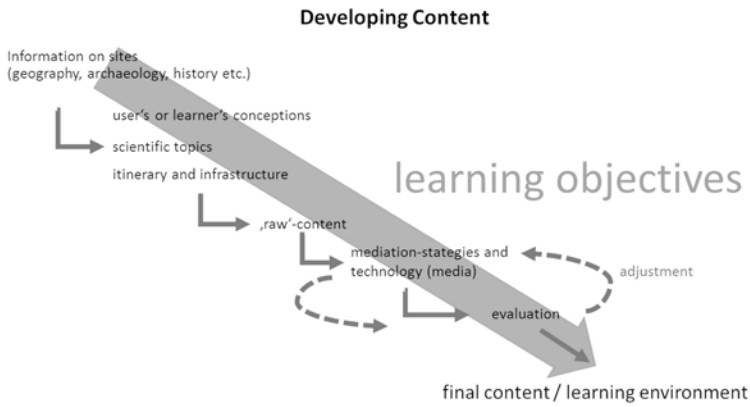 Developing Content
Information on sites
(geography, archaeology, history etc.)
user's or learner's conceptions
scientific topics
itinerary and infrastructure
learning objectives
‚raw'-content
mediation-stategies and
technology (media)
adjustment
evaluation
final content / learning environment